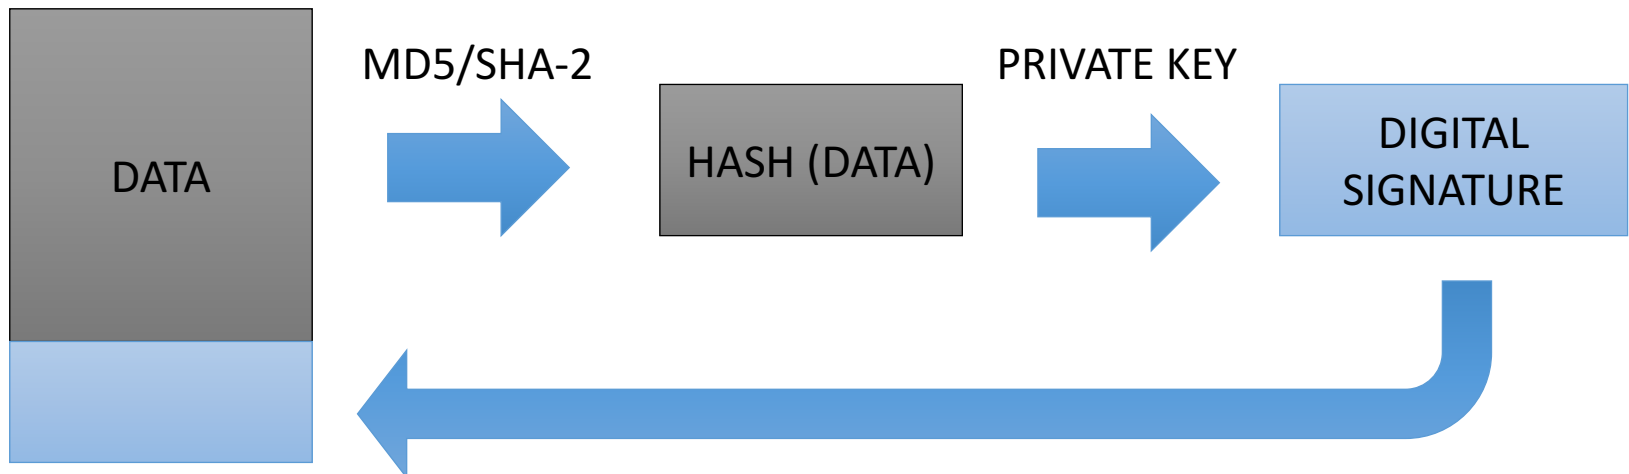 MD5/SHA-2
PRIVATE KEY
DATA
HASH (DATA)
DIGITAL
SIGNATURE